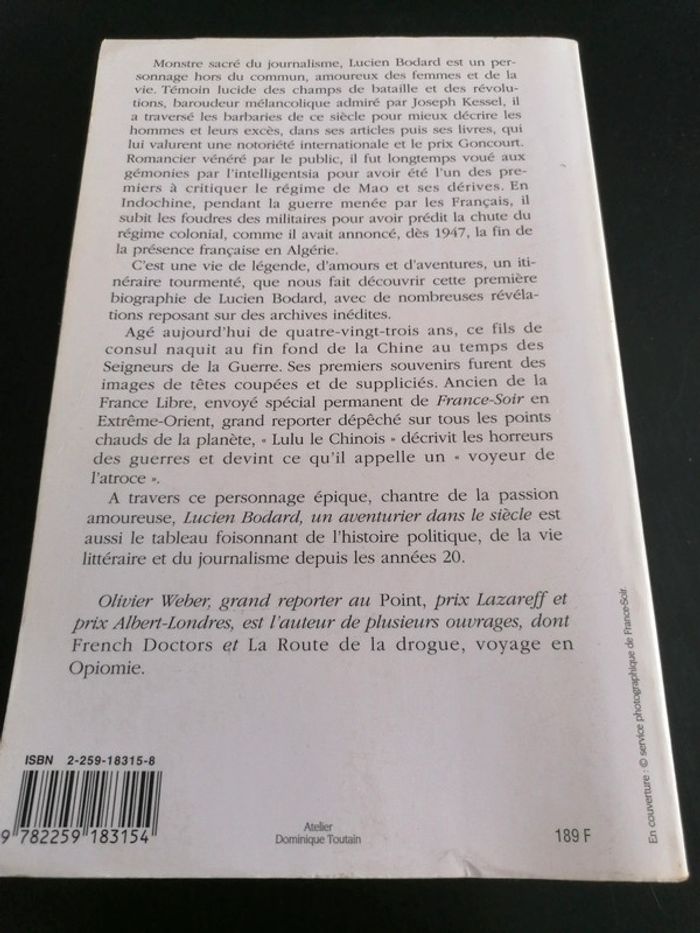 Monstre sacré du journalisme, Lucien Bodard est un per-
sonnage hors du commun, amoureux des femmes et de la
vie. Témoin lucide des champs de bataille et des révolu-
tions, baroudeur mélancolique admiré par Joseph Kessel, il
a traversé les barbaries de ce siècle pour mieux décrire les
hommes et leurs excès, dans ses articles puis ses livres, qui
lui valurent une notoriété internationale et le prix Goncourt.
Romancier vénéré par le public, il fut longtemps voué aux
gémonies par l'intelligentsia pour avoir été l'un des pre-
miers à critiquer le régime de Mao et ses dérives. En
Indochine, pendant la guerre menée par les Français, il
subit les foudres des militaires pour avoir prédit la chute du
régime colonial, comme il avait annoncé, dès 1947, la fin de
la présence française en Algérie.
C'est une vie de légende, d'amours et d'aventures, un iti-
néraire tourmenté, que nous fait découvrir cette première
biographie de Lucien Bodard, avec de nombreuses révéla-
tions reposant sur des archives inédites.
Agé aujourd'hui de quatre-vingt-trois ans, ce fils de
consul naquit au fin fond de la Chine au temps des
Seigneurs de la Guerre. Ses premiers souvenirs furent des
images de têtes coupées et de suppliciés. Ancien de la
France Libre, envoyé spécial permanent de France-Soir en
Extrême-Orient, grand reporter dépêché sur tous les points
chauds de la planète, « Lulu le Chinois » décrivit les horreurs
des guerres et devint ce qu'il appelle un « voyeur de
l'atroce ».
A travers ce personnage épique, chantre de la passion
amoureuse, Lucien Bodard, un aventurier dans le siècle est
aussi le tableau foisonnant de l'histoire politique, de la vie
littéraire et du journalisme depuis les années 20.
Olivier Weber, grand reporter au Point, prix Lazareff et
prix Albert-Londres, est l'auteur de plusieurs ouvrages, dont
French Doctors et La Route de la drogue, voyage en
Opiomie.
ISBN 2-259-18315-8
9 782259 183154
Atelier
Dominique Toutain
189 F
En couverture : © service photographique de France-Soir.